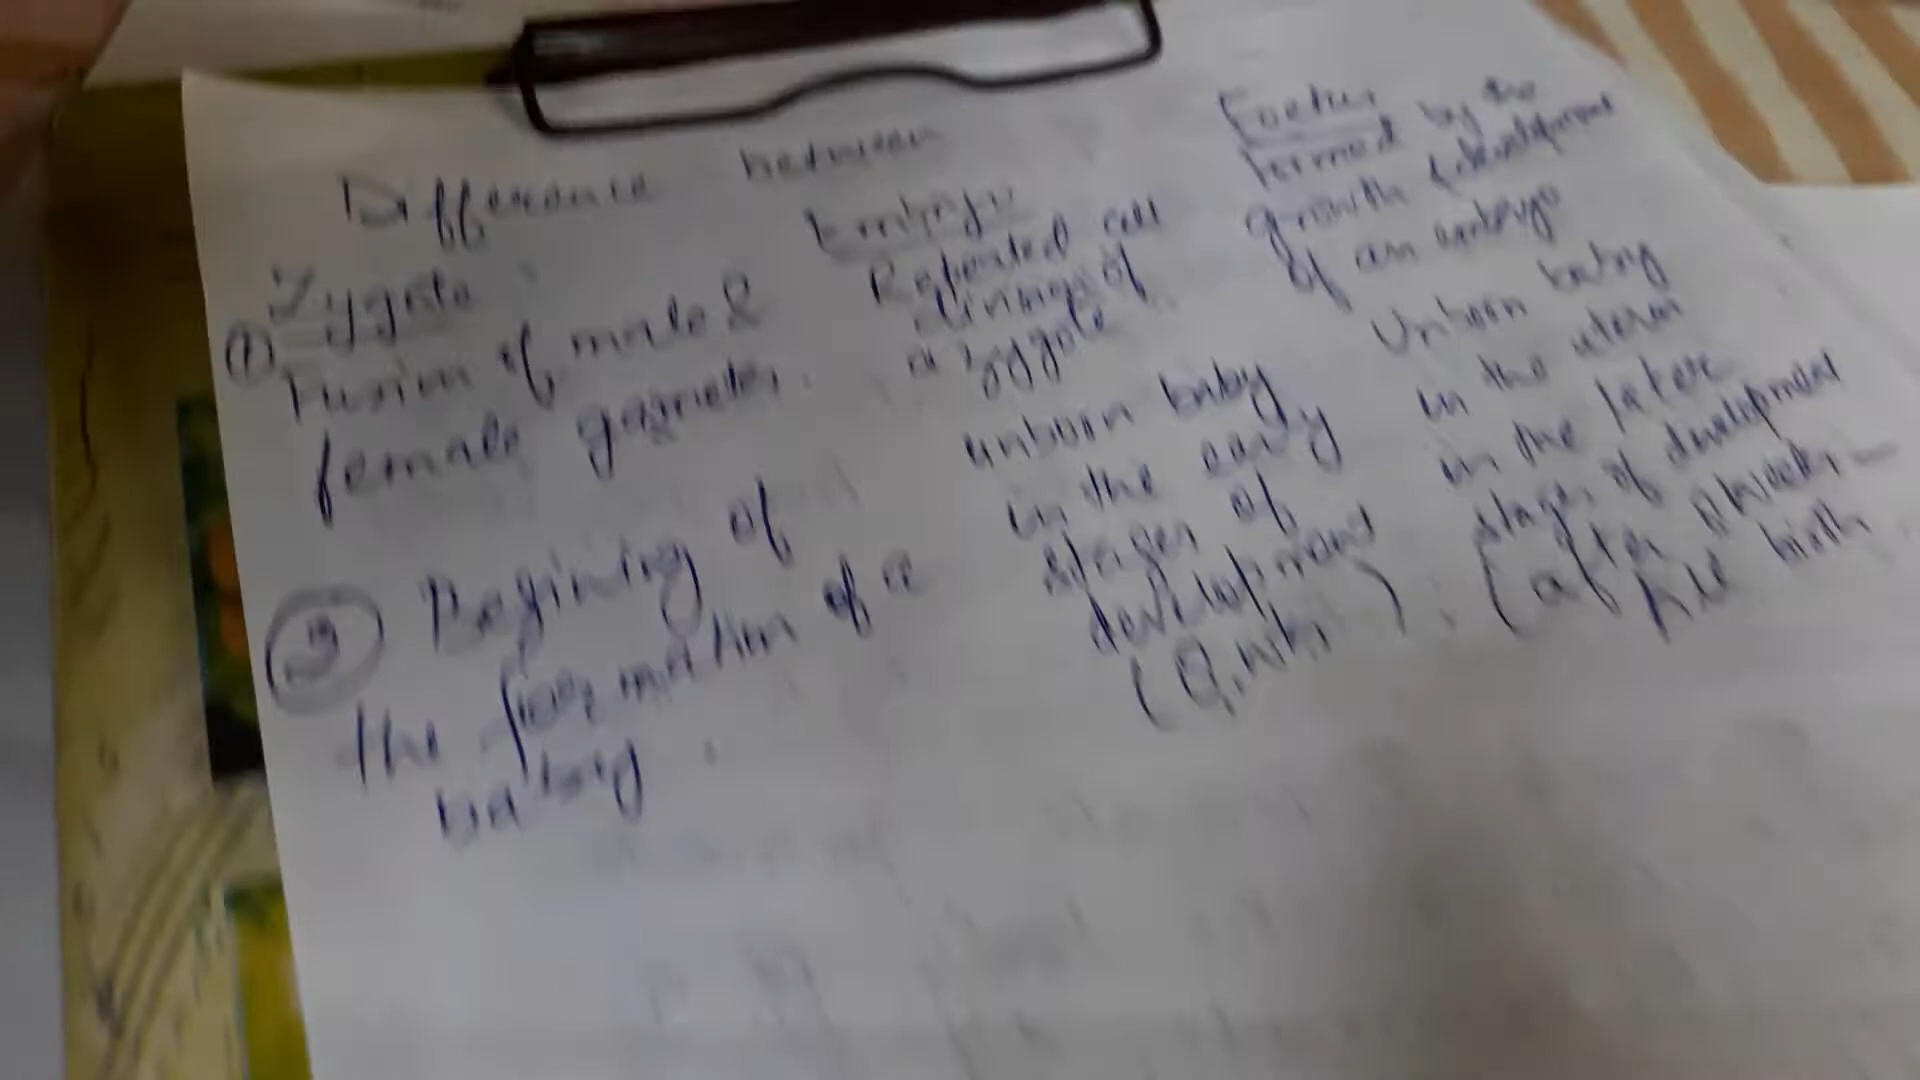 Difference between
Zygote
① Fusion of male &
female gametes.
Embryo
Repeated cell
divisions of
a zygote
Foetus
formed by the
growth & development
of an embryo
② Begining of
the formation of a
baby.
unborn baby
in the early
stages of
development
(8 wks).
Unborn baby
in the uterus
in the later
stages of development
(after 8 weeks -
till birth.